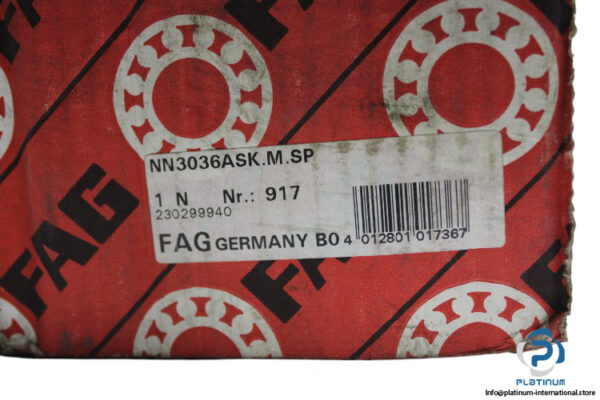 FAG
FAG
FAG
NN3036ASK.M.SP
1 N Nr.: 917
230299940
FAG GERMANY B0 4 012801 017367
PLATINUM
Info@platinum-international.store